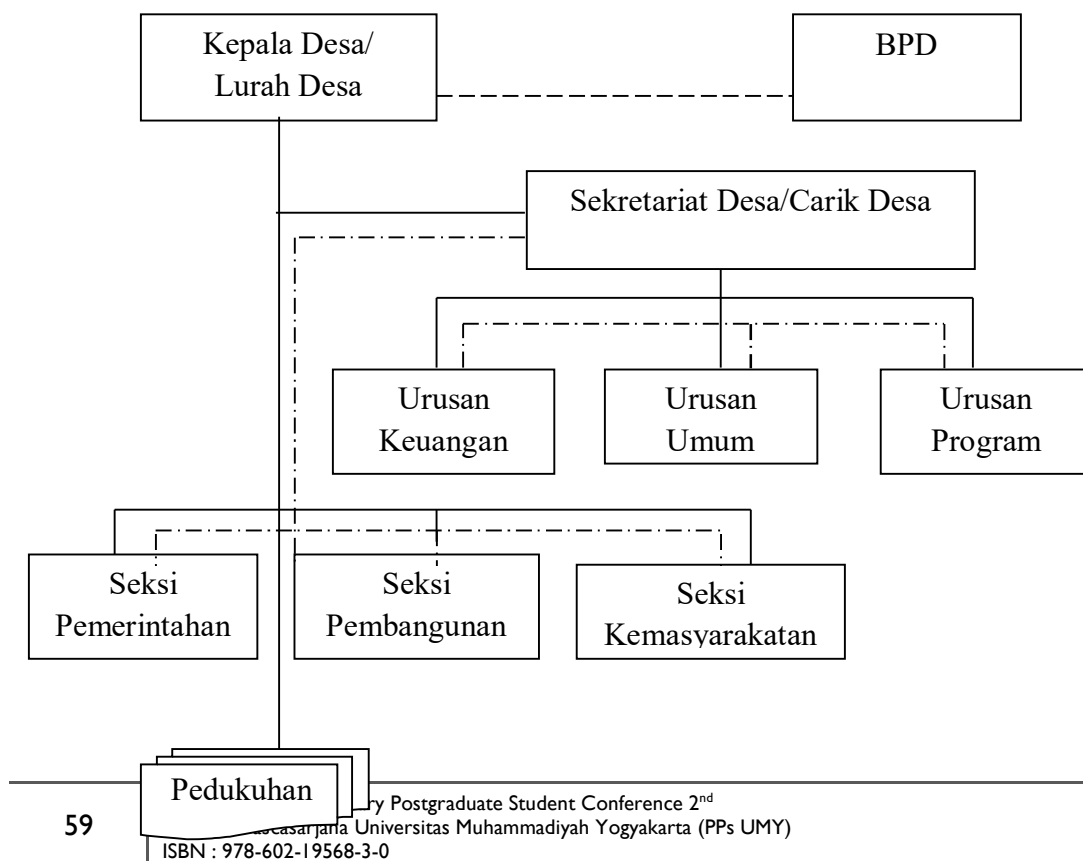 Kepala Desa/
Lurah Desa
BPD
Sekretariat Desa/Carik Desa
Urusan
Keuangan
Urusan
Umum
Urusan
Program
Seksi
Pemerintahan
Seksi
Pembangunan
Seksi
Kemasyarakatan
Pedukuhan
59
Postgraduate Student Conference 2nd
Universitas Muhammadiyah Yogyakarta (PPs UMY)
ISBN : 978-602-19568-3-0